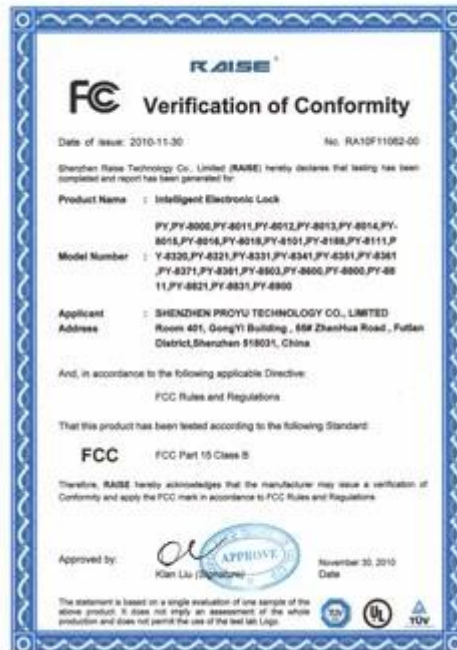 RAISE
FC
Verification of Conformity
Date of issue: 2010-11-30 No. RA10F11062-00
Shenzhen Raise Technology Co., Limited (RAISE) hereby declares that testing has been
completed and report has been generated for:
Product Name : Intelligent Electronic Lock
PY,PY-8000,PY-8011,PY-8012,PY-8013,PY-8014,PY-
8015,PY-8016,PY-8018,PY-8101,PY-8188,PY-8111,P
Model Number : Y-8320,PY-8321,PY-8331,PY-8341,PY-8351,PY-8361
,PY-8371,PY-8381,PY-8503,PY-8600,PY-8800,PY-88
11,PY-8821,PY-8831,PY-8900
Applicant : SHENZHEN PROYU TECHNOLOGY CO., LIMITED
Address Room 401, GongYi Building , 66# ZhenHua Road , Futian
District,Shenzhen 518031, China
And, in accordance to the following applicable Directive:
FCC Rules and Regulations
That this product has been tested according to the following Standard:
FCC FCC Part 15 Class B
Therefore, RAISE hereby acknowledges that the manufacturer may issue a verification of
Conformity and apply the FCC mark in accordance to FCC Rules and Regulations
Approved by: APPROVE November 30, 2010
Kian Liu (Signature) Date
The statement is based on a single evaluation of one sample of the
above product. It does not imply an assessment of the whole
production and does not permit the use of the test lab Logo.
TUV UL TÜV